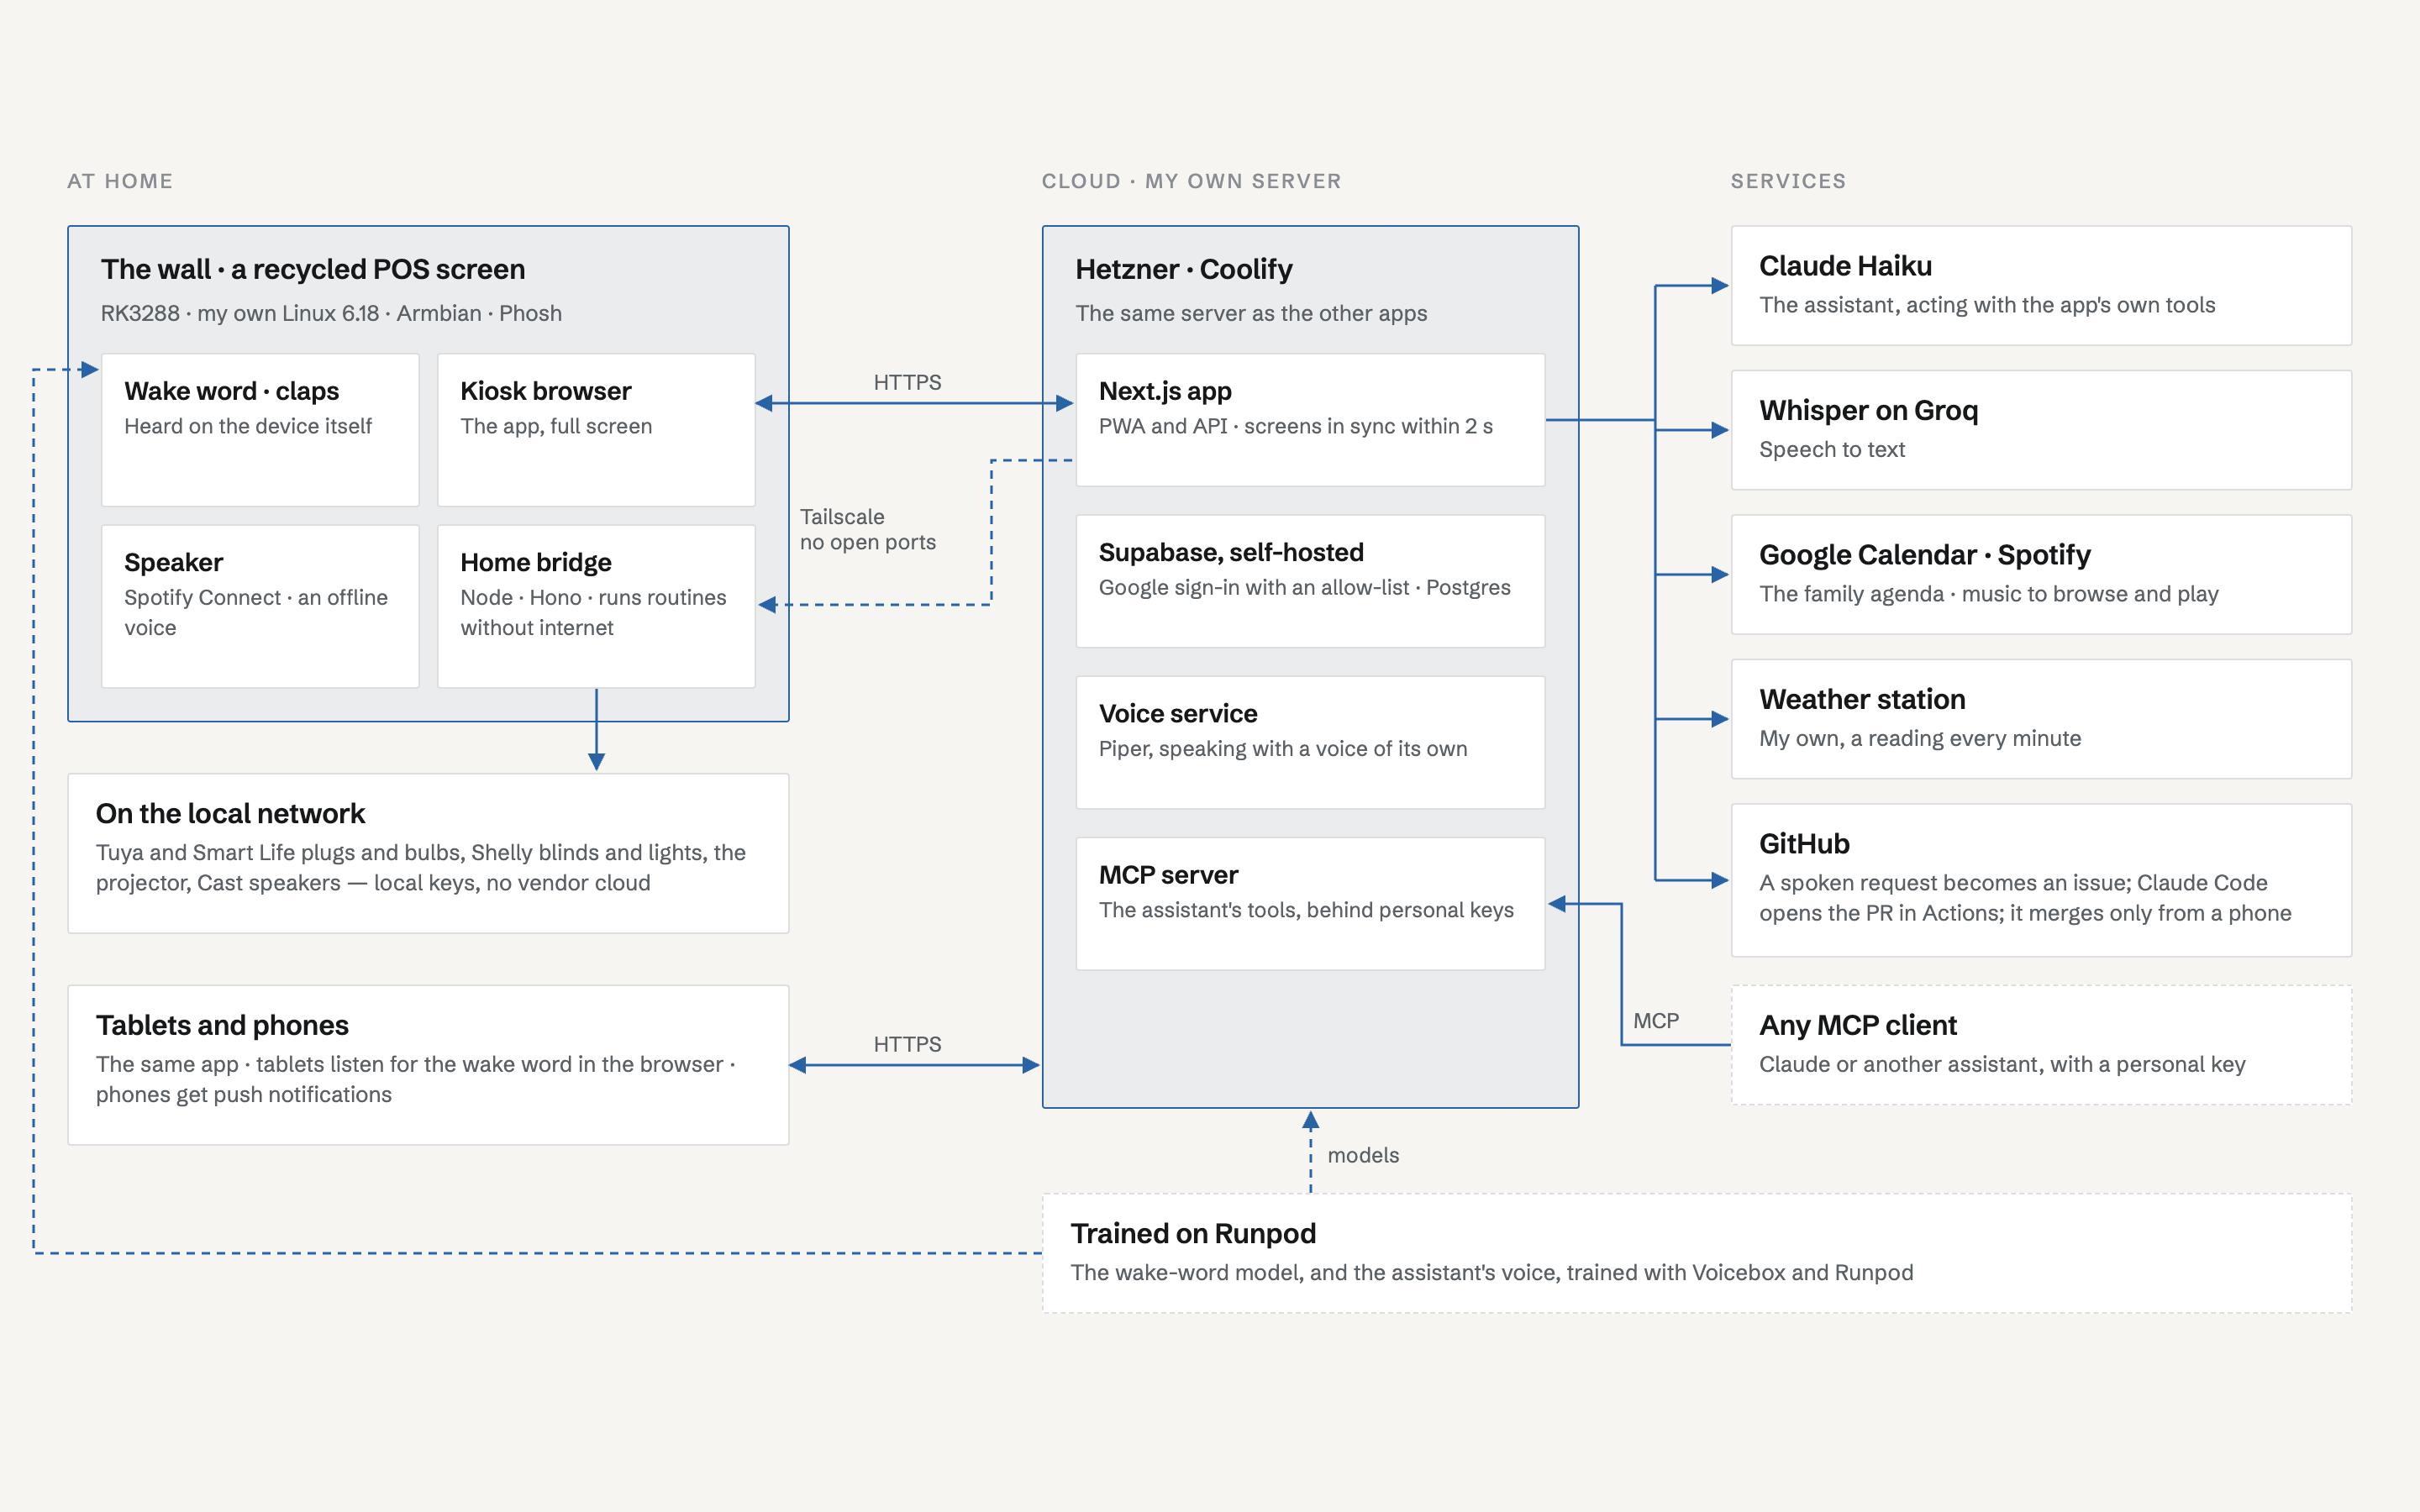 AT HOME
The wall · a recycled POS screen
RK3288 · my own Linux 6.18 · Armbian · Phosh
Wake word · claps
Heard on the device itself
Kiosk browser
The app, full screen
Speaker
Spotify Connect · an offline
voice
Home bridge
Node · Hono · runs routines
without internet
On the local network
Tuya and Smart Life plugs and bulbs, Shelly blinds and lights, the
projector, Cast speakers — local keys, no vendor cloud
Tablets and phones
The same app · tablets listen for the wake word in the browser ·
phones get push notifications
HTTPS
Tailscale
no open ports
HTTPS
CLOUD · MY OWN SERVER
Hetzner · Coolify
The same server as the other apps
Next.js app
PWA and API · screens in sync within 2 s
Supabase, self-hosted
Google sign-in with an allow-list · Postgres
Voice service
Piper, speaking with a voice of its own
MCP server
The assistant's tools, behind personal keys
models
Trained on Runpod
The wake-word model, and the assistant's voice, trained with Voicebox and Runpod
SERVICES
Claude Haiku
The assistant, acting with the app's own tools
Whisper on Groq
Speech to text
Google Calendar · Spotify
The family agenda · music to browse and play
Weather station
My own, a reading every minute
GitHub
A spoken request becomes an issue; Claude Code
opens the PR in Actions; it merges only from a phone
MCP
Any MCP client
Claude or another assistant, with a personal key